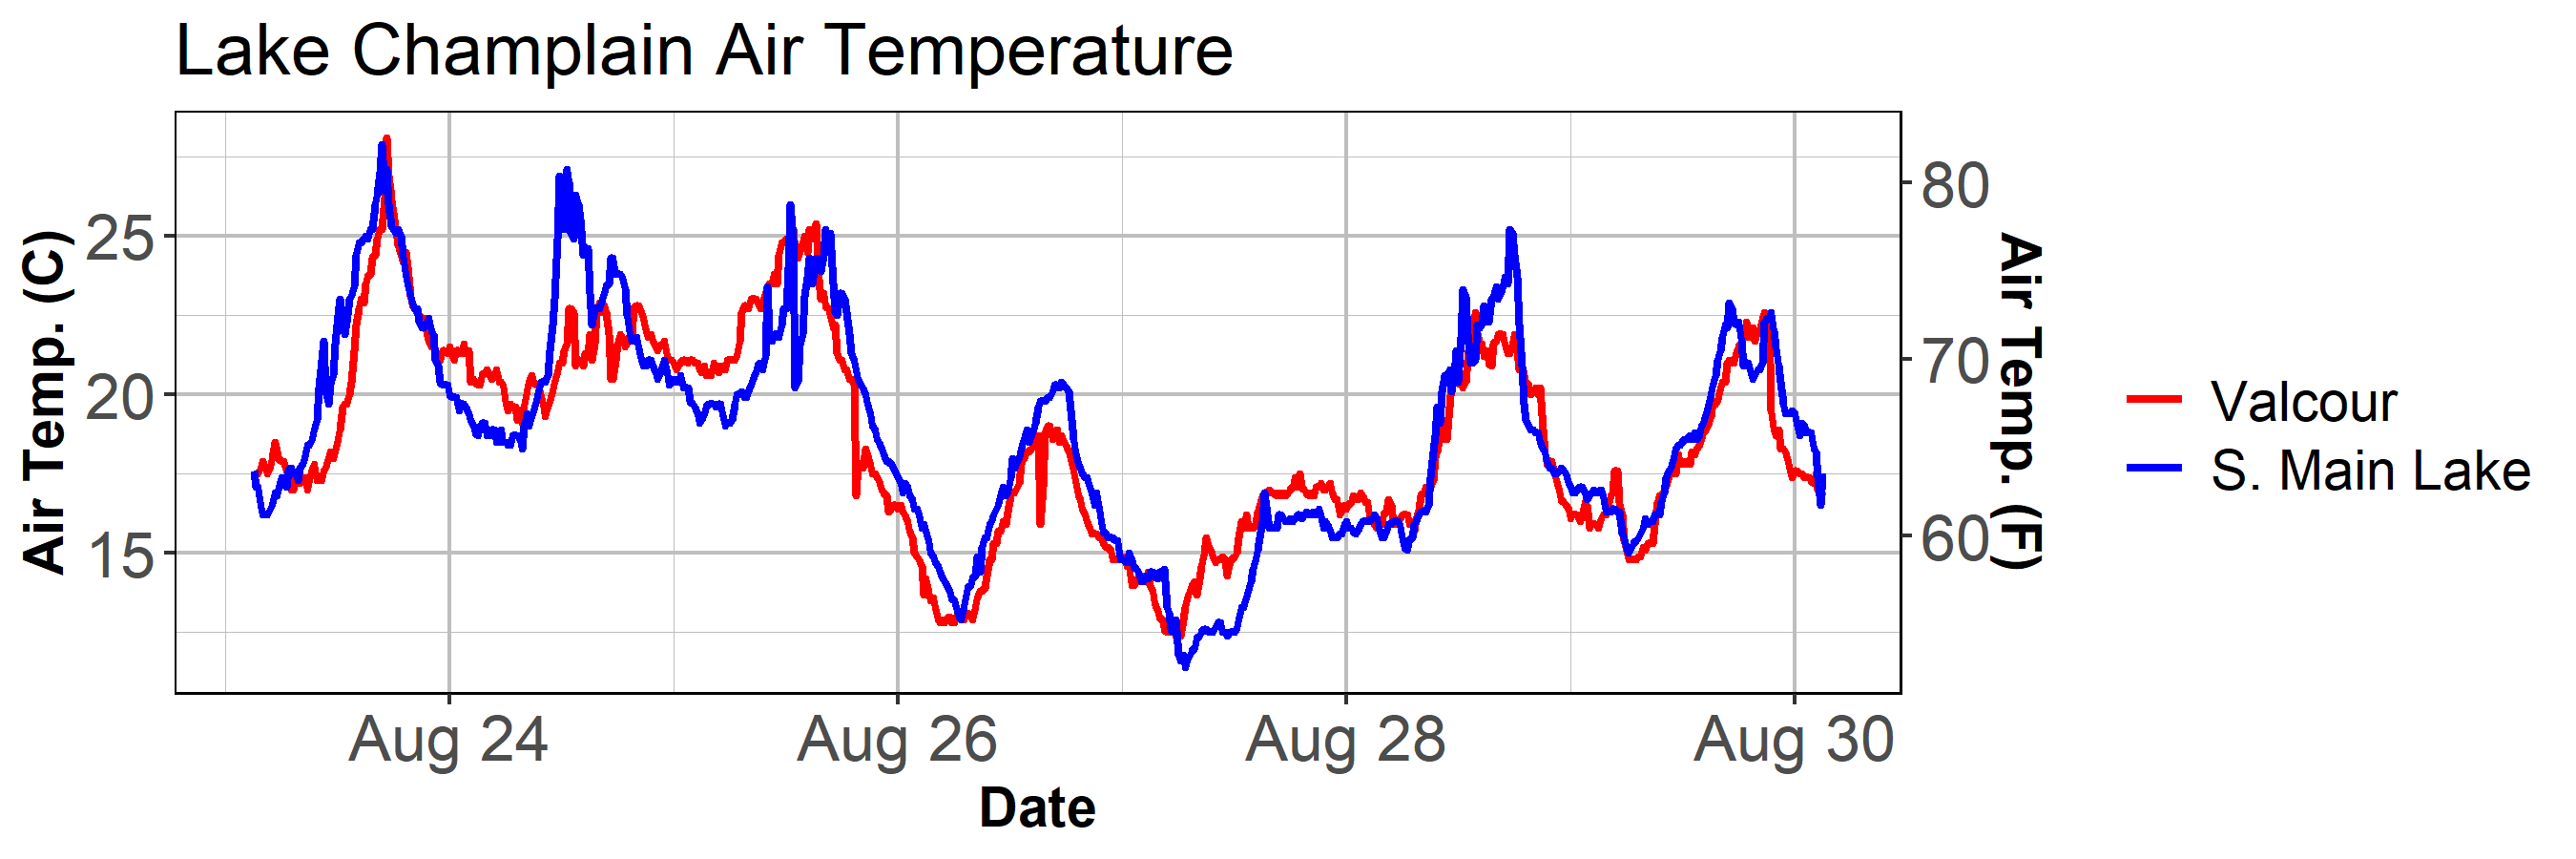 Lake Champlain Air Temperature
Air Temp. (C)
25
20
15
80
70
60
Air Temp. (F)
Valcour
S. Main Lake
Aug 24
Aug 26
Aug 28
Aug 30
Date